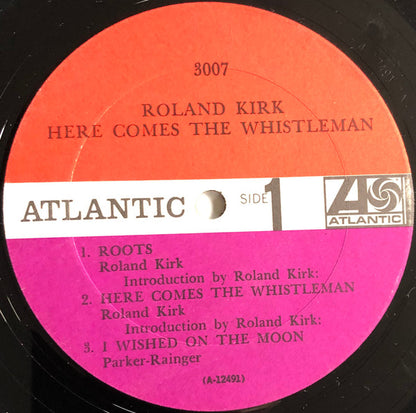 3007
ROLAND KIRK
HERE COMES THE WHISTLEMAN
ATLANTIC SIDE 1 ATLANTIC
1. ROOTS
Roland Kirk
Introduction by Roland Kirk:
2. HERE COMES THE WHISTLEMAN
Roland Kirk
Introduction by Roland Kirk:
3. I WISHED ON THE MOON
Parker-Rainger
(A-12491)